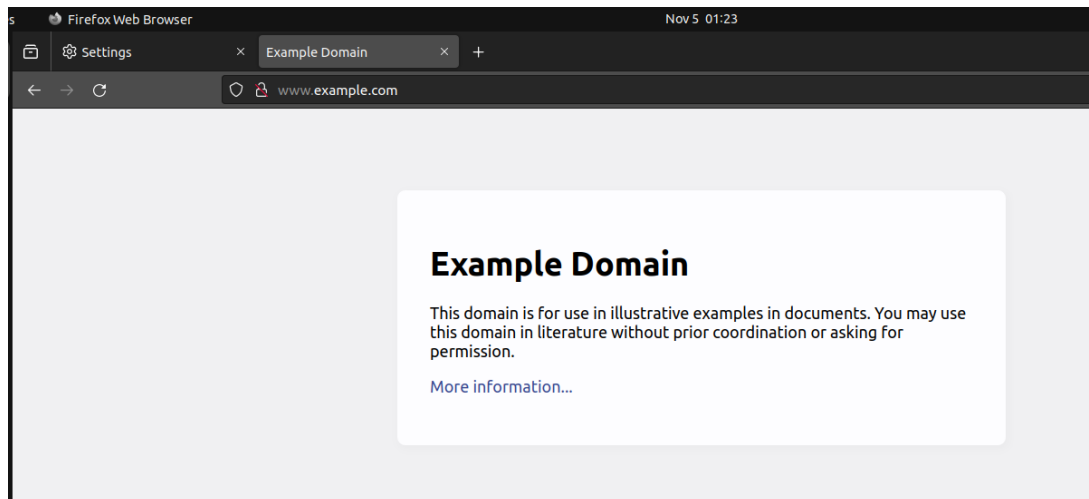 s
Firefox Web Browser
Nov 5 01:23
Settings
Example Domain
www.example.com
Example Domain
This domain is for use in illustrative examples in documents. You may use
this domain in literature without prior coordination or asking for
permission.
More information...